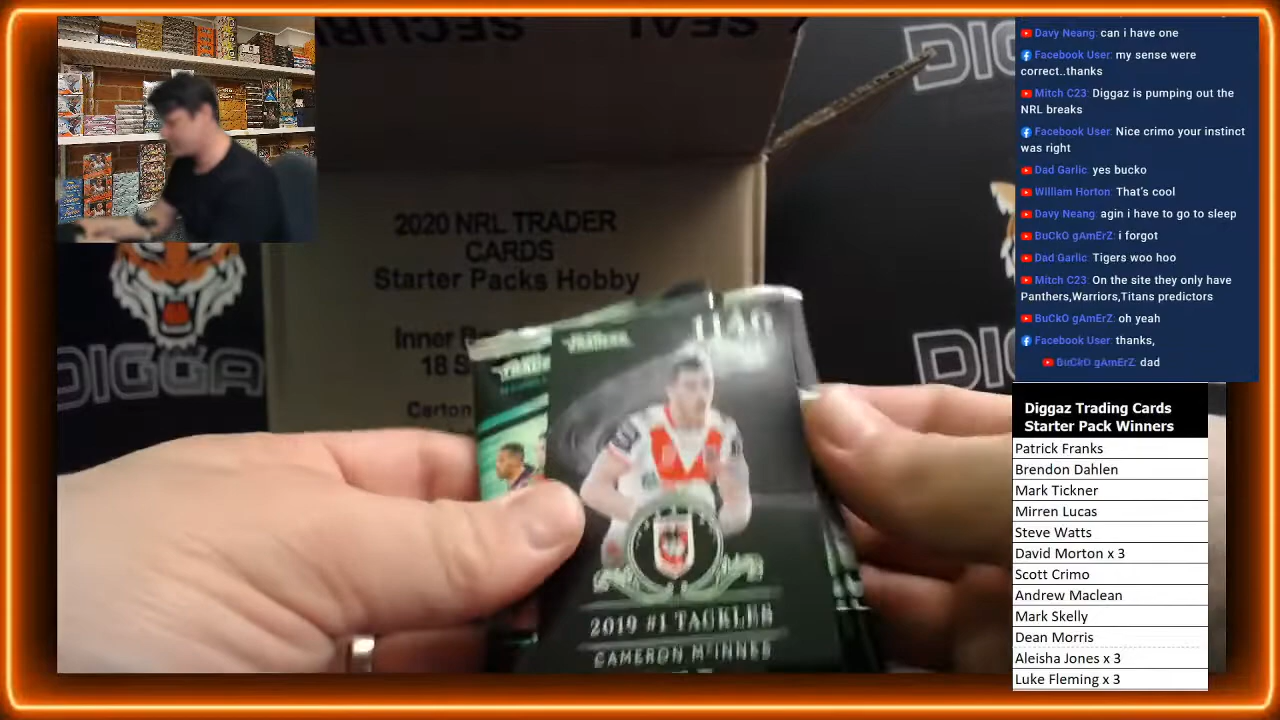 SECURITY SEAL
DIGGA
DIGG
2020 NRL TRADER
CARDS
Starter Packs Hobby
Inner
18 S
Carton
TRADER
2019 #1 TACKLER
CAMERON McINNES
Davy Neang: can i have one
Facebook User: my sense were
correct..thanks
Mitch C23: Diggaz is pumping out the
NRL breaks
Facebook User: Nice crimo your instinct
was right
Dad Garlic: yes bucko
William Horton: That's cool
Davy Neang: agin i have to go to sleep
BuCkO gAmErZ: i forgot
Dad Garlic: Tigers woo hoo
Mitch C23: On the site they only have
Panthers,Warriors,Titans predictors
BuCkO gAmErZ: oh yeah
Facebook User: thanks,
BuCkO gAmErZ: dad
Diggaz Trading Cards
Starter Pack Winners
Patrick Franks
Brendon Dahlen
Mark Tickner
Mirren Lucas
Steve Watts
David Morton x 3
Scott Crimo
Andrew Maclean
Mark Skelly
Dean Morris
Aleisha Jones x 3
Luke Fleming x 3